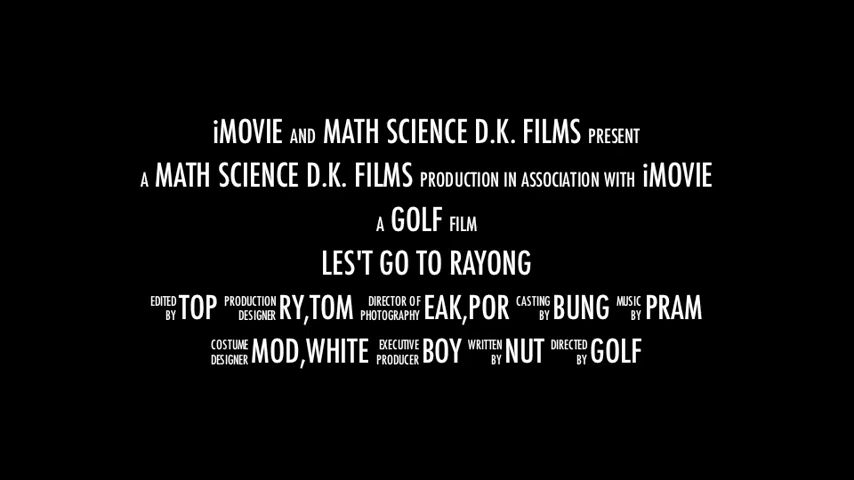 iMOVIE AND MATH SCIENCE D.K. FILMS PRESENT
A MATH SCIENCE D.K. FILMS PRODUCTION IN ASSOCIATION WITH iMOVIE
A GOLF FILM
LES'T GO TO RAYONG
EDITED BY TOP PRODUCTION DESIGNER RY,TOM DIRECTOR OF PHOTOGRAPHY EAK,POR CASTING BY BUNG MUSIC BY PRAM
COSTUME DESIGNER MOD,WHITE EXECUTIVE PRODUCER BOY WRITTEN BY NUT DIRECTED BY GOLF